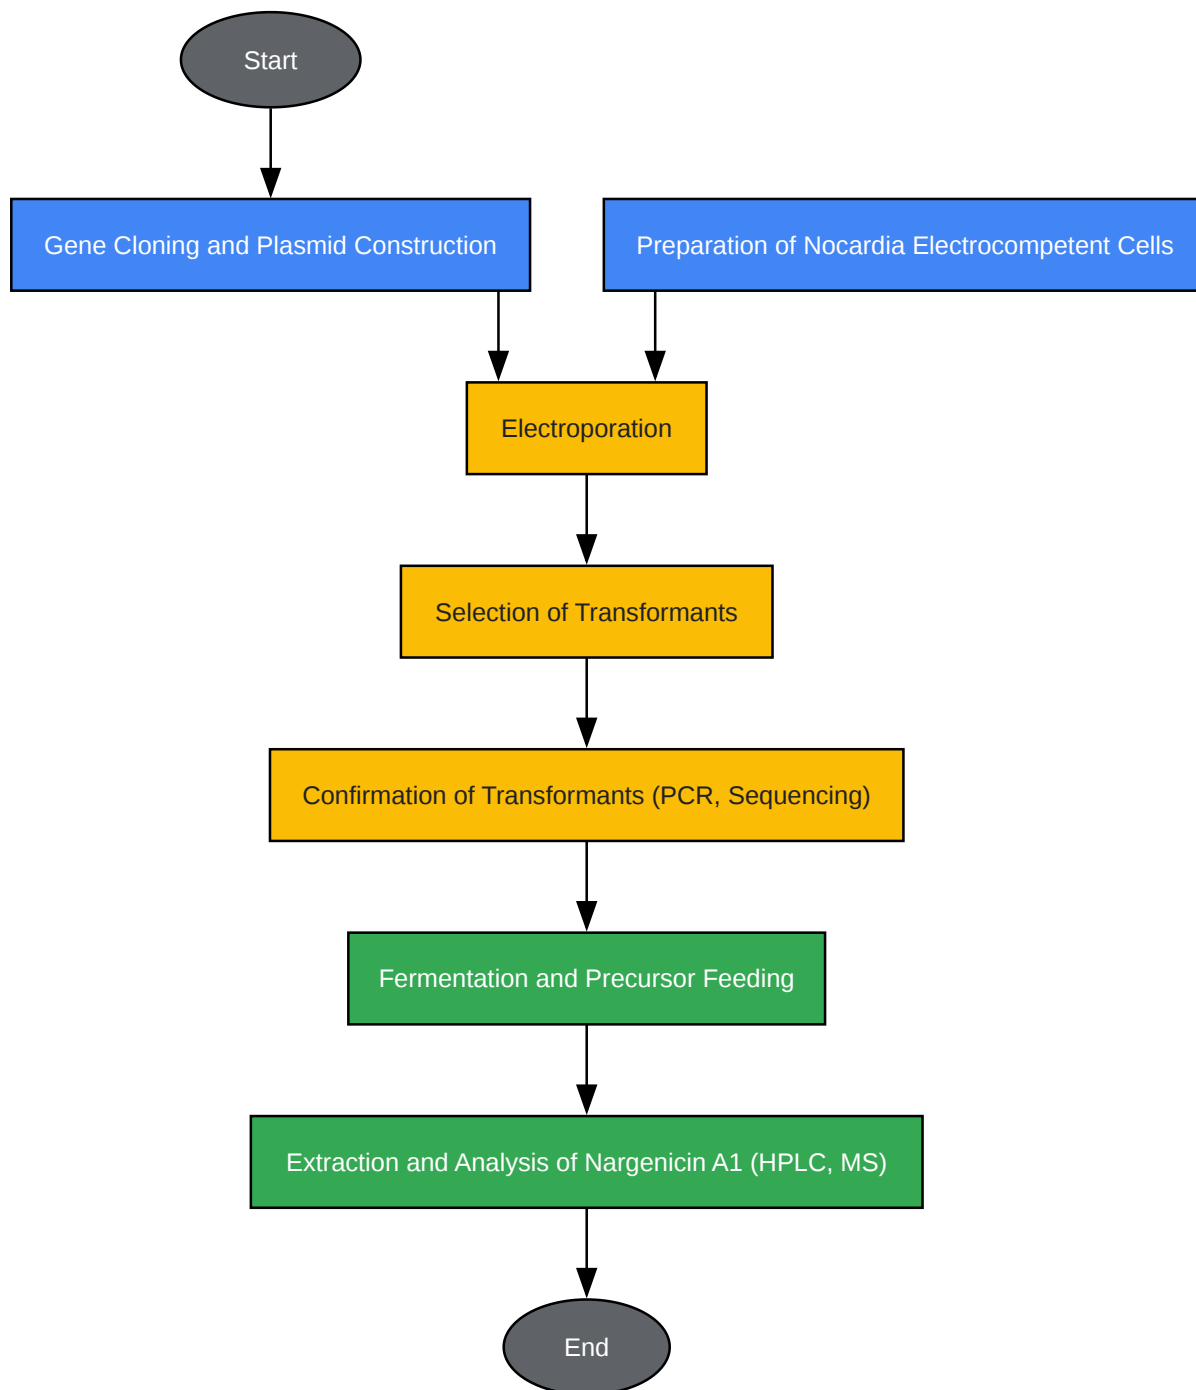 Start
Gene Cloning and Plasmid Construction
Preparation of Nocardia Electrocompetent Cells
Electroporation
Selection of Transformants
Confirmation of Transformants (PCR, Sequencing)
Fermentation and Precursor Feeding
Extraction and Analysis of Nargenicin A1 (HPLC, MS)
End